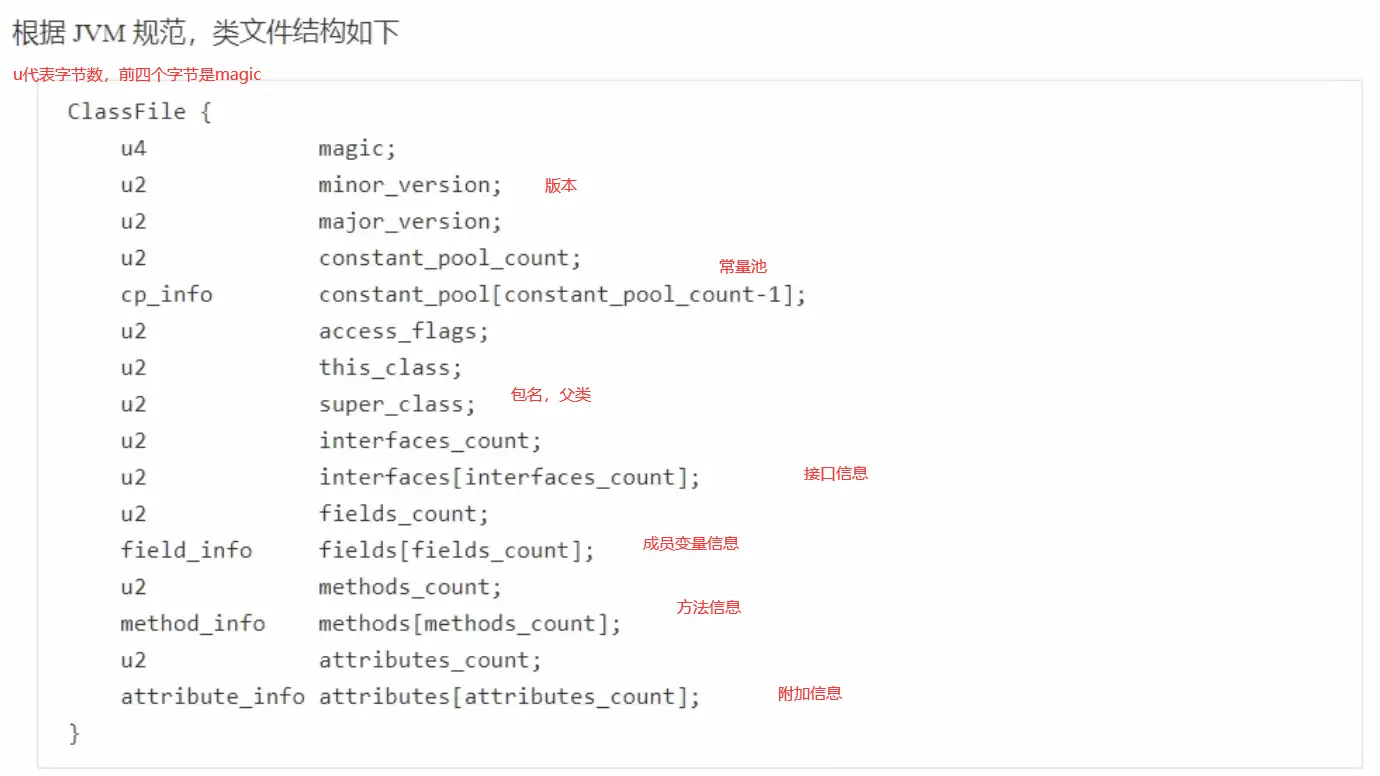 根据 JVM 规范，类文件结构如下
u代表字节数，前四个字节是magic
ClassFile {
u4 magic;
u2 minor_version; 版本
u2 major_version;
u2 constant_pool_count;
常量池
cp_info constant_pool[constant_pool_count-1];
u2 access_flags;
u2 this_class;
包名，父类
u2 super_class;
u2 interfaces_count;
u2 interfaces[interfaces_count]; 接口信息
u2 fields_count;
field_info fields[fields_count]; 成员变量信息
u2 methods_count;
方法信息
method_info methods[methods_count];
u2 attributes_count;
attribute_info attributes[attributes_count]; 附加信息
}